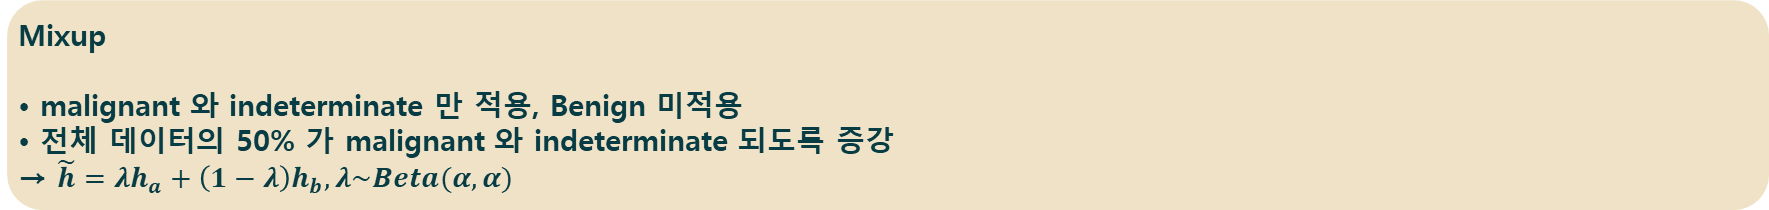 Mixup
• malignant 와 indeterminate 만 적용, Benign 미적용
• 전체 데이터의 50% 가 malignant 와 indeterminate 되도록 증강
→ h̃ = λhₐ + (1 − λ)h_b, λ~Beta(α, α)